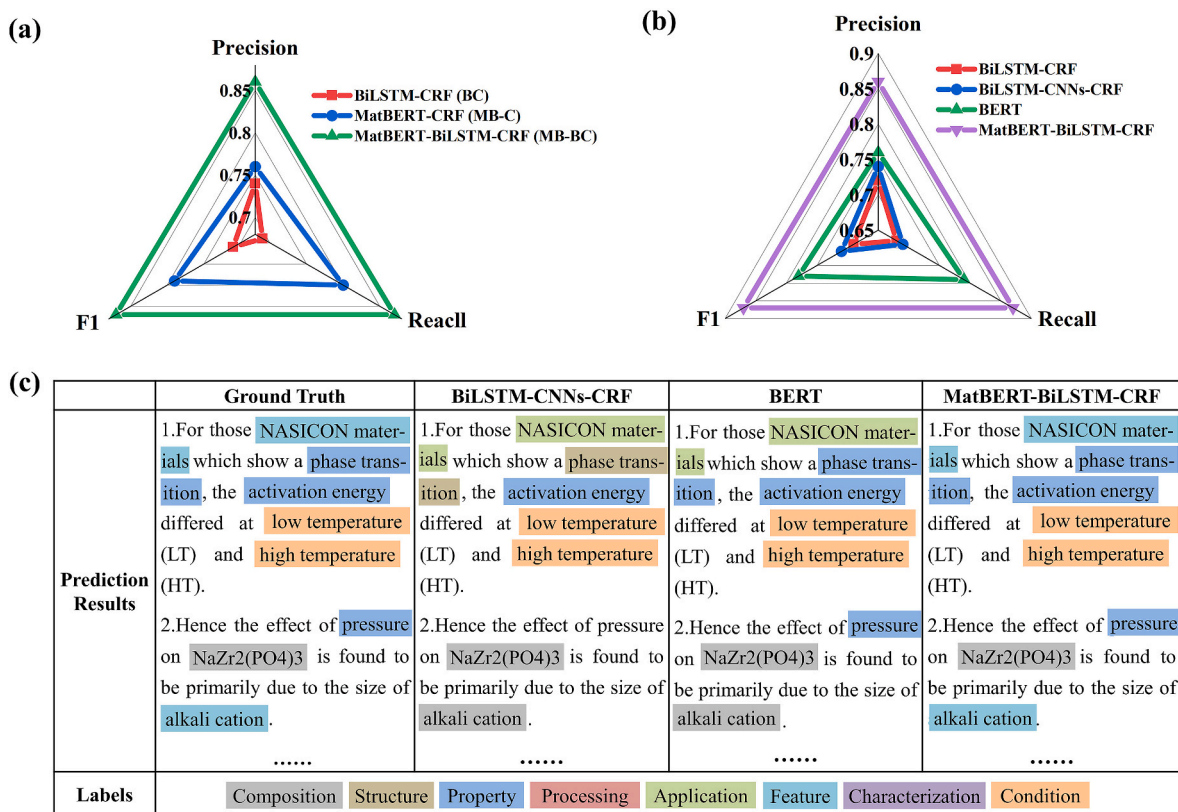 (a)
Precision
0.85
0.8
0.75
0.7
F1
Reacll
BiLSTM-CRF (BC)
MatBERT-CRF (MB-C)
MatBERT-BiLSTM-CRF (MB-BC)
(b)
Precision
0.9
0.85
0.8
0.75
0.7
0.65
F1
Recall
BiLSTM-CRF
BiLSTM-CNNs-CRF
BERT
MatBERT-BiLSTM-CRF
(c)
Ground Truth
BiLSTM-CNNs-CRF
BERT
MatBERT-BiLSTM-CRF
Prediction
Results
1.For those NASICON mater-
ials which show a phase trans-
ition, the activation energy
differed at low temperature
(LT) and high temperature
(HT).
2.Hence the effect of pressure
on NaZr2(PO4)3 is found to
be primarily due to the size of
alkali cation.
......
1.For those NASICON mater-
ials which show a phase trans-
ition, the activation energy
differed at low temperature
(LT) and high temperature
(HT).
2.Hence the effect of pressure
on NaZr2(PO4)3 is found to
be primarily due to the size of
alkali cation.
......
1.For those NASICON mater-
ials which show a phase trans-
ition, the activation energy
differed at low temperature
(LT) and high temperature
(HT).
2.Hence the effect of pressure
on NaZr2(PO4)3 is found to
be primarily due to the size of
alkali cation.
......
1.For those NASICON mater-
ials which show a phase trans-
ition, the activation energy
differed at low temperature
(LT) and high temperature
(HT).
2.Hence the effect of pressure
on NaZr2(PO4)3 is found to
be primarily due to the size of
alkali cation.
......
Labels
Composition Structure Property Processing Application Feature Characterization Condition